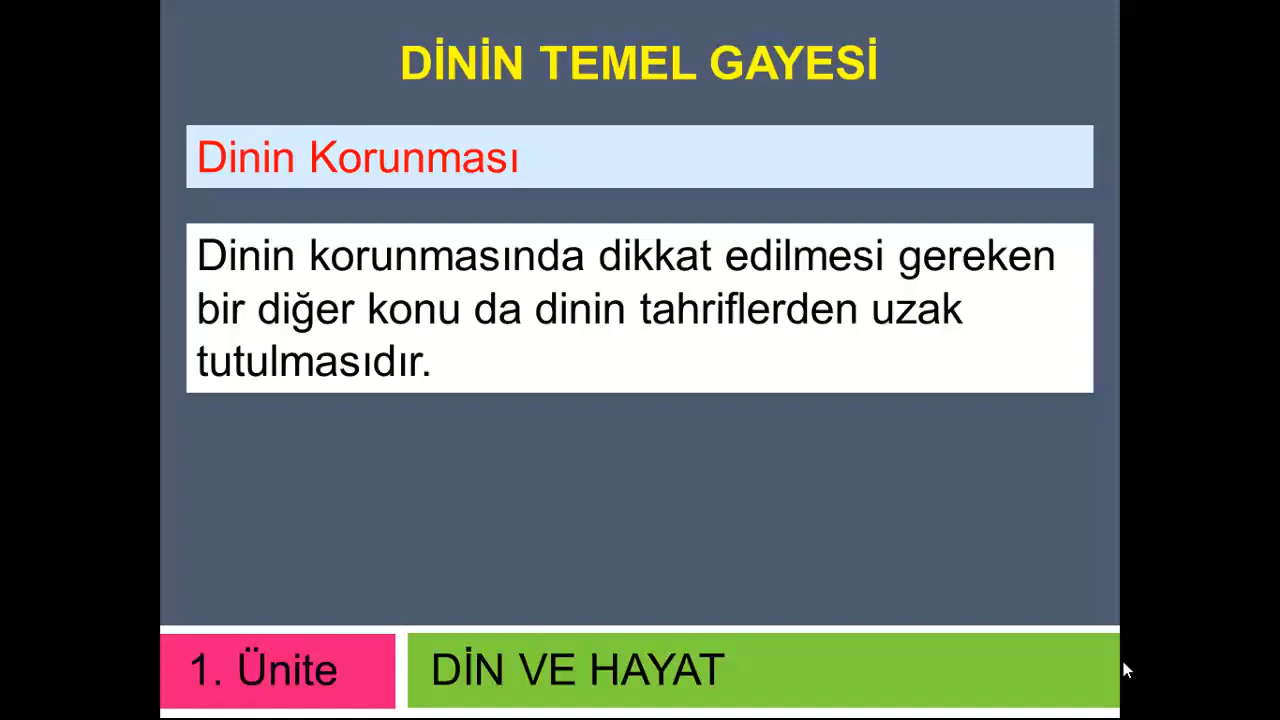 DİNİN TEMEL GAYESİ
Dinin Korunması
Dinin korunmasında dikkat edilmesi gereken
bir diğer konu da dinin tahriflerden uzak
tutulmasıdır.
1. Ünite
DİN VE HAYAT